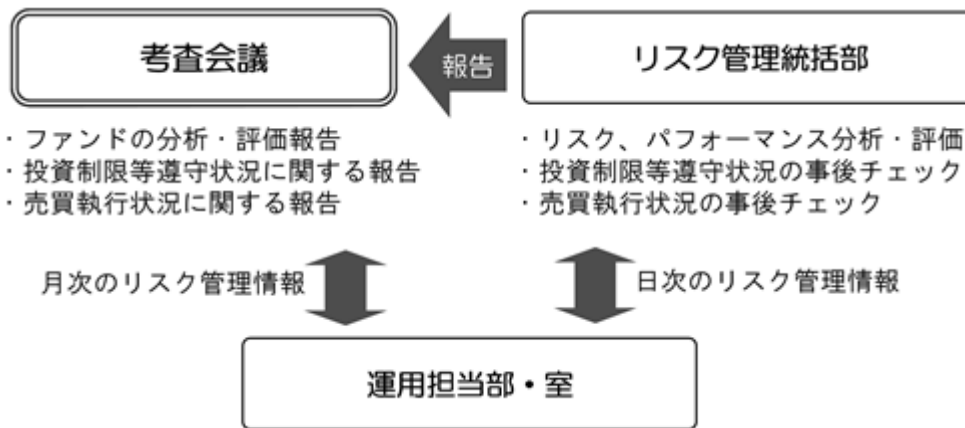 考査会議
報告
リスク管理統括部
・ファンドの分析・評価報告
・投資制限等遵守状況に関する報告
・売買執行状況に関する報告
・リスク、パフォーマンス分析・評価
・投資制限等遵守状況の事後チェック
・売買執行状況の事後チェック
月次のリスク管理情報
日次のリスク管理情報
運用担当部・室